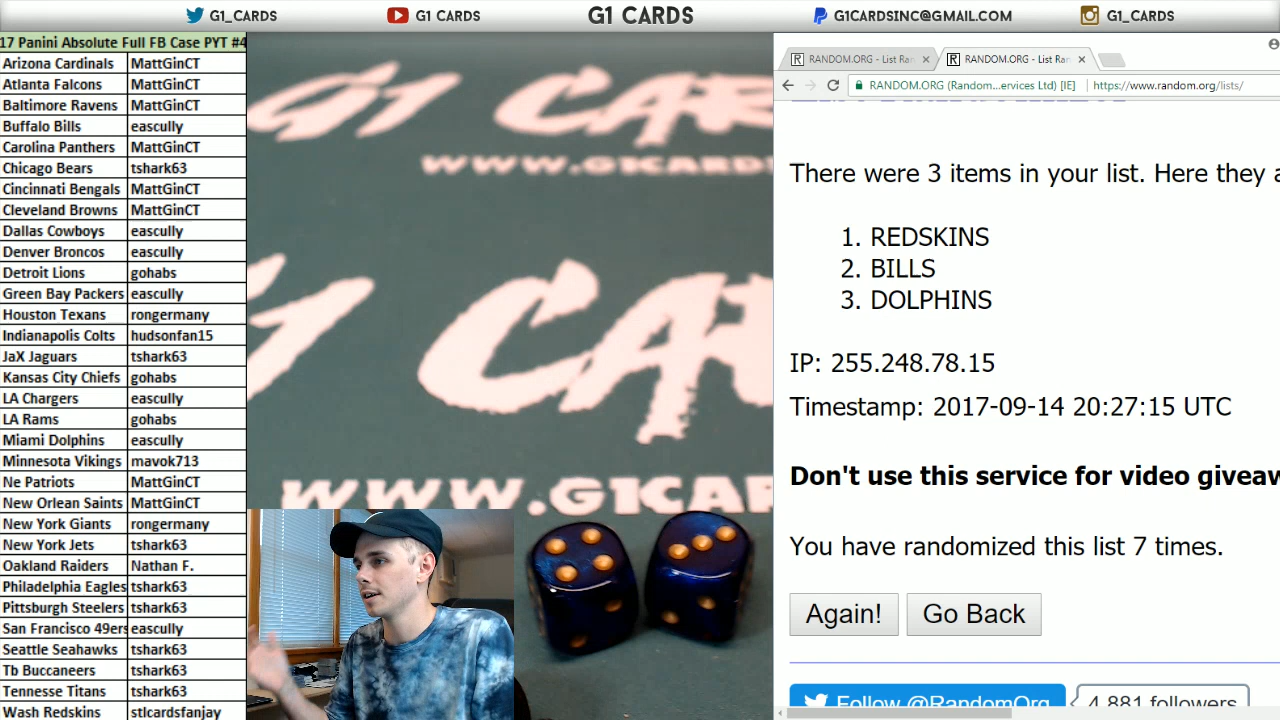 G1_CARDS G1 CARDS G1 CARDS G1CARDSINC@GMAIL.COM G1_CARDS
17 Panini Absolute Full FB Case PYT #4
Arizona Cardinals MattGinCT
Atlanta Falcons MattGinCT
Baltimore Ravens MattGinCT
Buffalo Bills eascully
Carolina Panthers MattGinCT
Chicago Bears tshark63
Cincinnati Bengals MattGinCT
Cleveland Browns MattGinCT
Dallas Cowboys eascully
Denver Broncos eascully
Detroit Lions gohabs
Green Bay Packers eascully
Houston Texans rongermany
Indianapolis Colts hudsonfan15
JaX Jaguars tshark63
Kansas City Chiefs gohabs
LA Chargers eascully
LA Rams gohabs
Miami Dolphins eascully
Minnesota Vikings mavok713
Ne Patriots MattGinCT
New Orlean Saints MattGinCT
New York Giants rongermany
New York Jets tshark63
Oakland Raiders Nathan F.
Philadelphia Eagles tshark63
Pittsburgh Steelers tshark63
San Francisco 49ers eascully
Seattle Seahawks tshark63
Tb Buccaneers tshark63
Tennesse Titans tshark63
Wash Redskins stlcardsfanjay
G1 CAR
WWW.G1CARD
1 CAR
WWW.G1CAR
RANDOM.ORG - List Ran RANDOM.ORG - List Ran
RANDOM.ORG (Random...ervices Ltd) [IE] https://www.random.org/lists/
There were 3 items in your list. Here they a
1. REDSKINS
2. BILLS
3. DOLPHINS
IP: 255.248.78.15
Timestamp: 2017-09-14 20:27:15 UTC
Don't use this service for video giveaw
You have randomized this list 7 times.
Again! Go Back
Follow @RandomOrg 4,881 followers